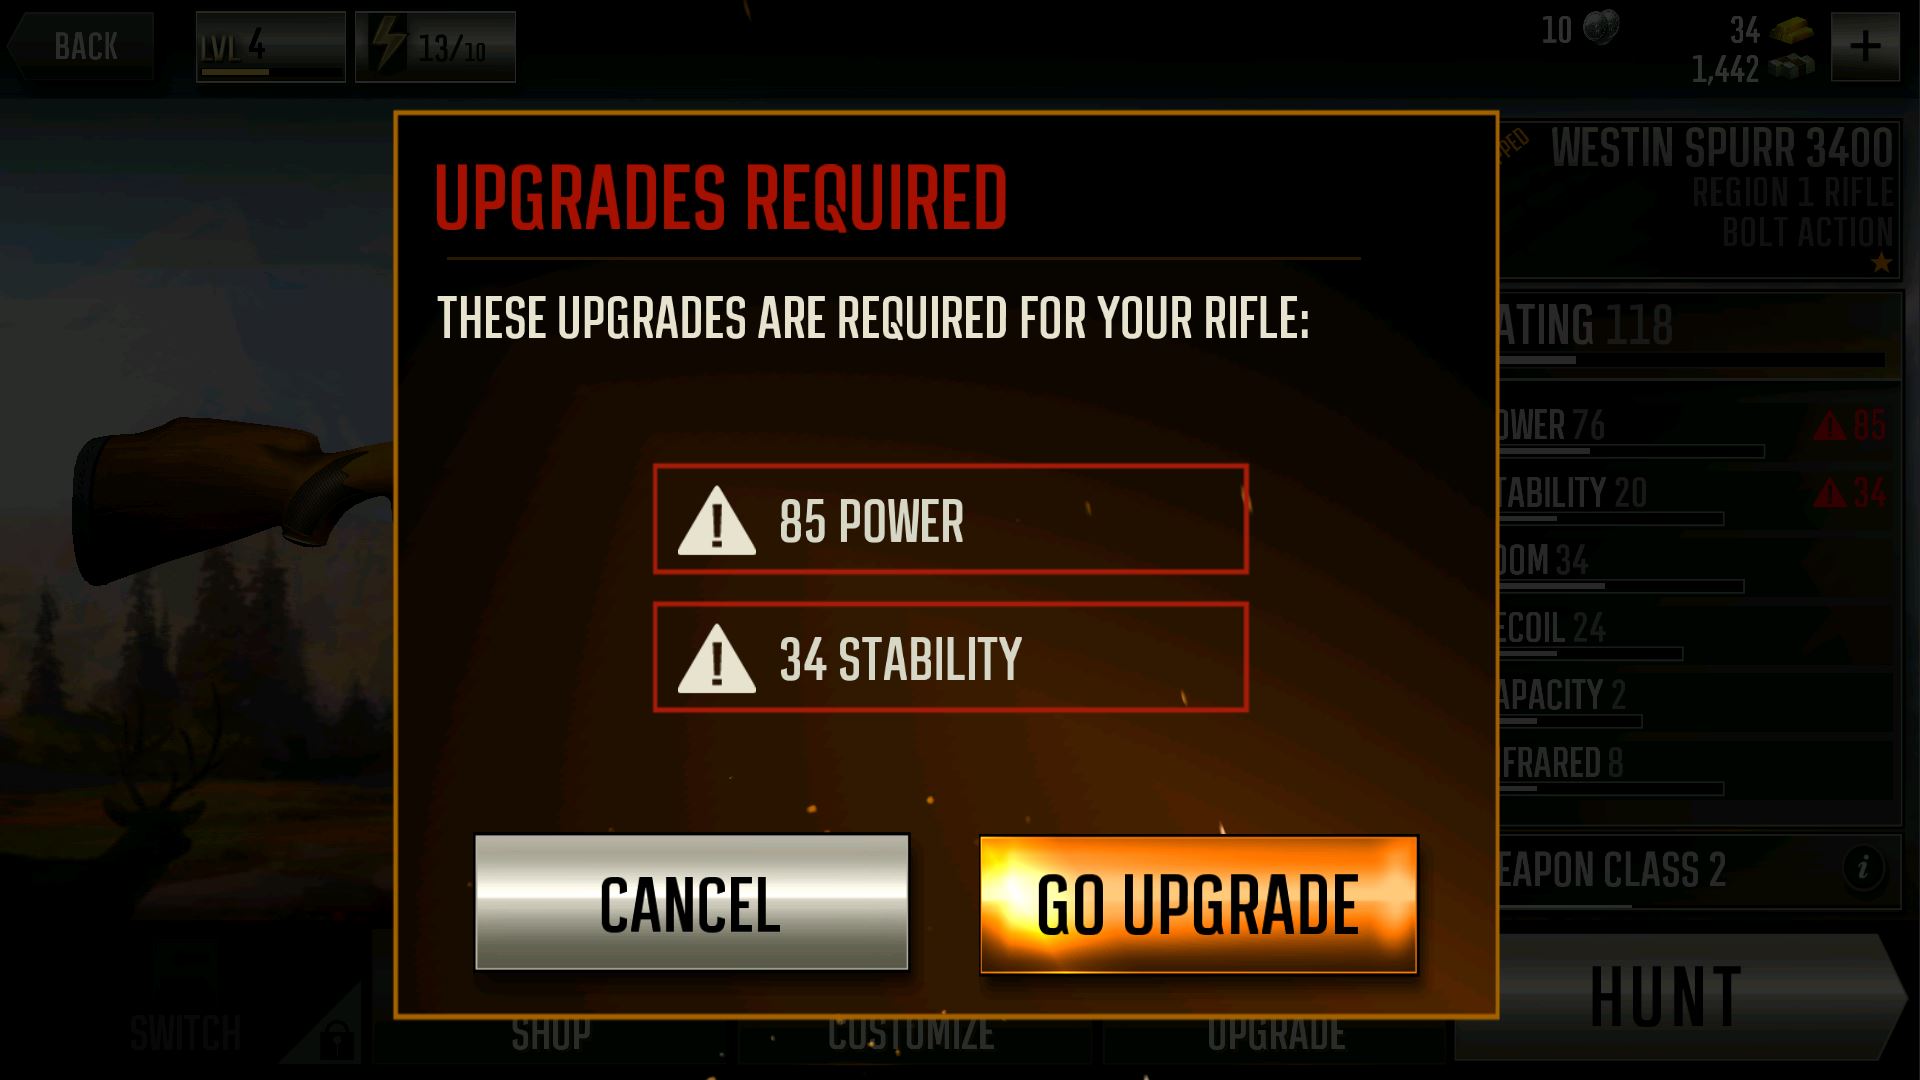 BACK
LVL 4
13/10
10
34
1,442
+
WESTIN SPURR 3400
REGION 1 RIFLE
BOLT ACTION
UPGRADES REQUIRED
THESE UPGRADES ARE REQUIRED FOR YOUR RIFLE:
85 POWER
34 STABILITY
CANCEL
GO UPGRADE
ATING 118
OWER 76
85
TABILITY 20
34
OOM 34
ECOIL 24
APACITY 2
FRARED 8
EAPON CLASS 2
i
SWITCH
SHOP
CUSTOMIZE
UPGRADE
HUNT